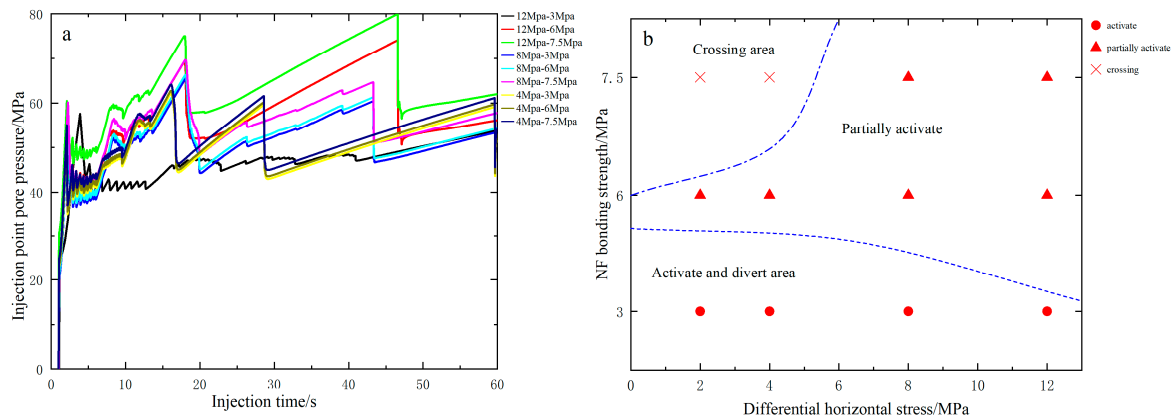 a
80
60
40
20
0
0
10
20
30
40
50
60
Injection point pore pressure/MPa
Injection time/s
12Mpa-3Mpa
12Mpa-6Mpa
12Mpa-7.5Mpa
8Mpa-3Mpa
8Mpa-6Mpa
8Mpa-7.5Mpa
4Mpa-3Mpa
4Mpa-6Mpa
4Mpa-7.5Mpa
b
Crossing area
Partially activate
Activate and divert area
7.5
6
3
0
2
4
6
8
10
12
NF bonding strength/MPa
Differential horizontal stress/MPa
activate
partially activate
crossing